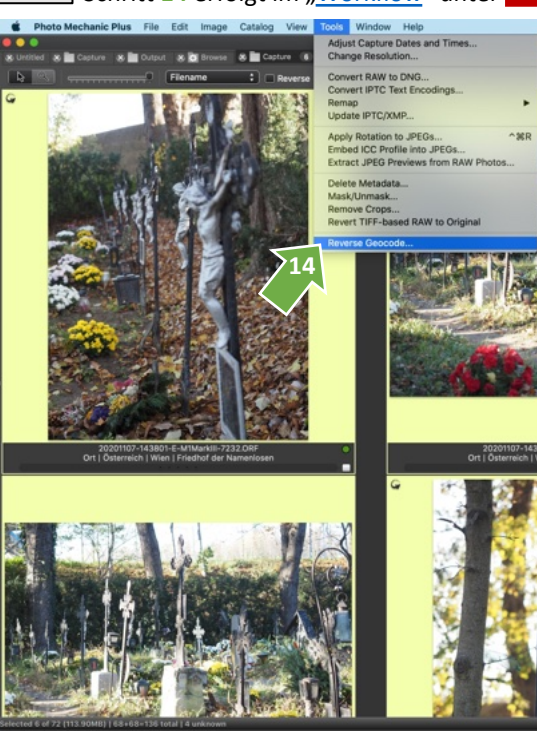 Schritt 14 erfolgt im „Workflow“ unter
Photo Mechanic Plus File Edit Image Catalog View Tools Window Help
Untitled Capture Output Browse Capture 6
Filename Reverse
Adjust Capture Dates and Times...
Change Resolution...
Convert RAW to DNG...
Convert IPTC Text Encodings...
Remap
Update IPTC/XMP...
Apply Rotation to JPEGs... ^⌘R
Embed ICC Profile into JPEGs...
Extract JPEG Previews from RAW Photos...
Delete Metadata...
Mask/Unmask...
Remove Crops...
Revert TIFF-based RAW to Original
Reverse Geocode...
14
20201107-143801-E-M1MarkIII-7232.ORF
Ort | Österreich | Wien | Friedhof der Namenlosen
20201107-143
Ort | Österreich |
Selected 6 of 72 (113.90MB) | 68+68=136 total | 4 unknown